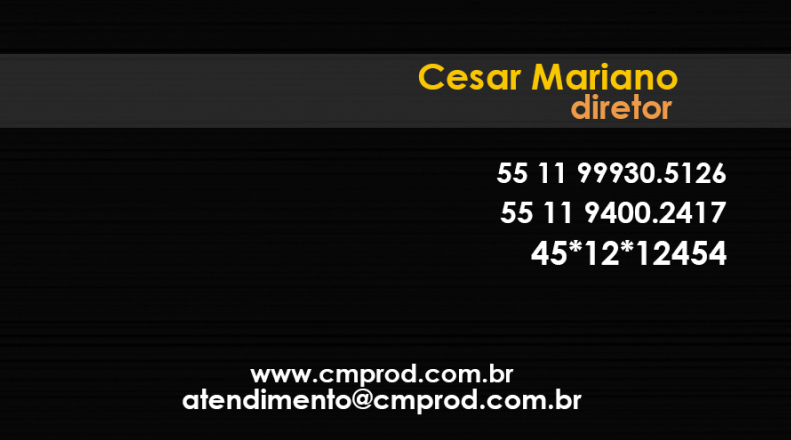 Cesar Mariano
diretor
55 11 99930.5126
55 11 9400.2417
45*12*12454
www.cmprod.com.br
atendimento@cmprod.com.br